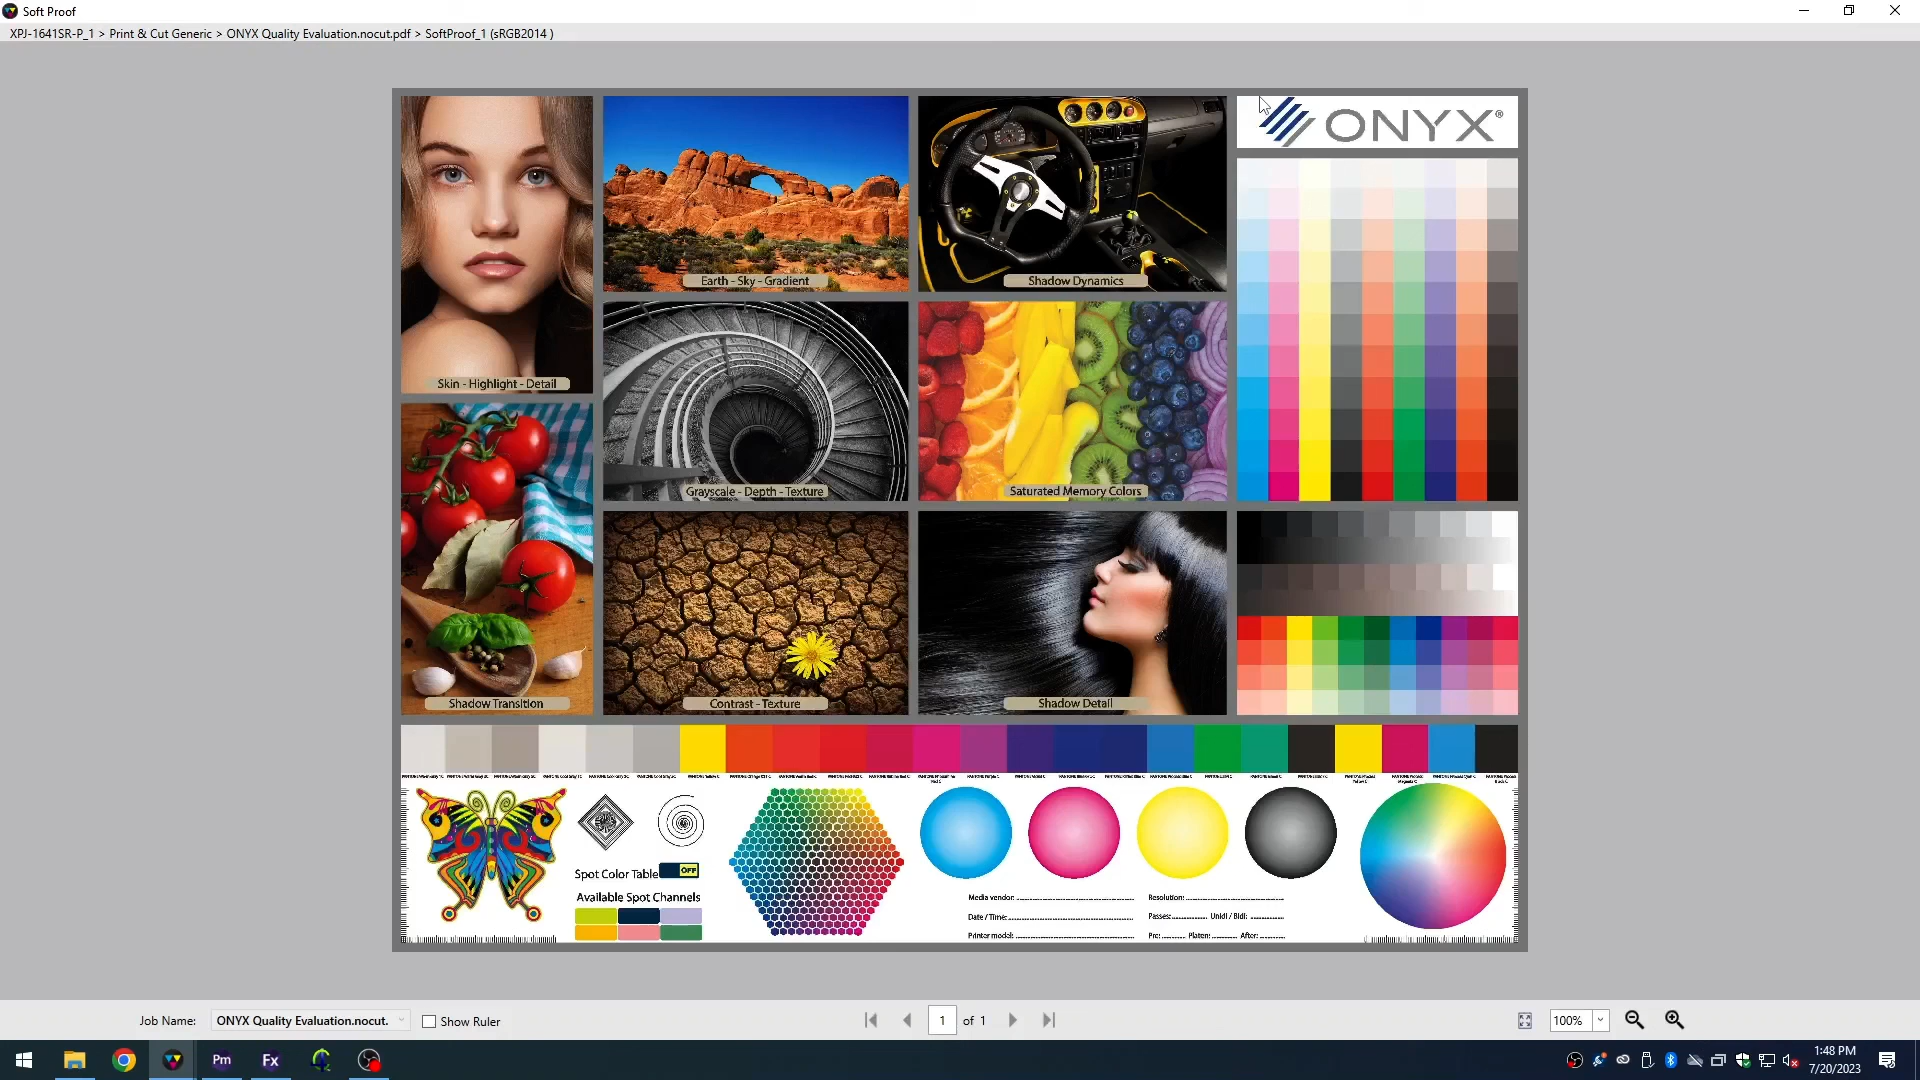 Soft Proof
XPJ-1641SR-P_1 > Print & Cut Generic > ONYX Quality Evaluation.nocut.pdf > SoftProof_1 (sRGB2014 )
ONYX®
Earth - Sky - Gradient
Shadow Dynamics
Skin - Highlight - Detail
Grayscale - Depth - Texture
Saturated Memory Colors
Shadow Transition
Contrast - Texture
Shadow Detail
Spot Color Table OFF
Available Spot Channels
Media vendor:
Resolution:
Date / Time:
Passes: Unidi / Bidi:
Printer model:
Pre: Platen: After:
Job Name: ONYX Quality Evaluation.nocut. Show Ruler 1 of 1 100%
Pm Fx
1:48 PM
7/20/2023